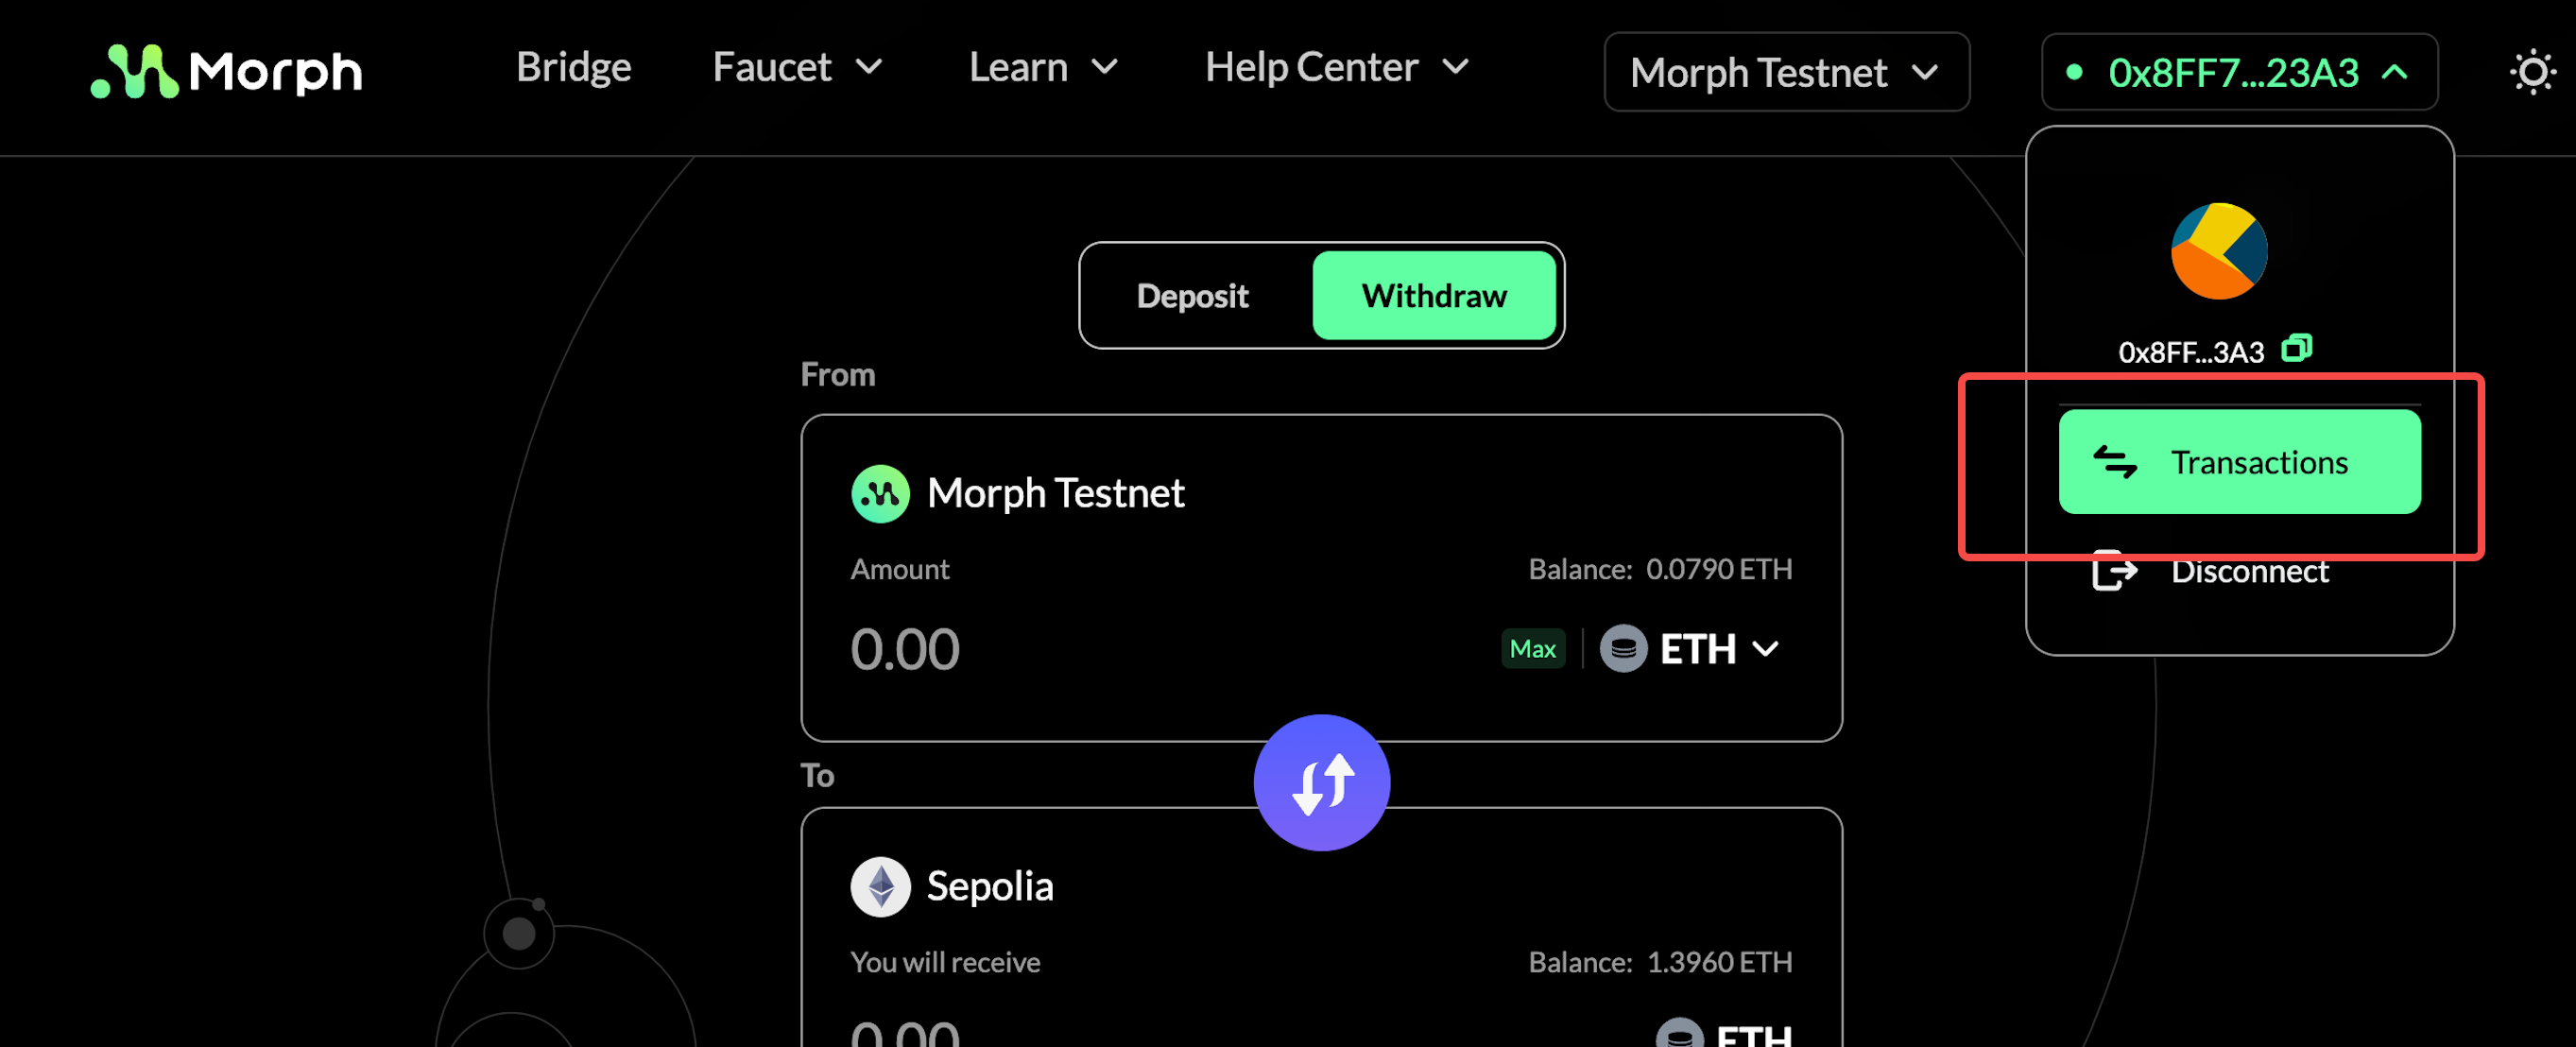 Morph Bridge Faucet Learn Help Center Morph Testnet 0x8FF7...23A3
Deposit Withdraw
0x8FF...3A3
From
Transactions
Morph Testnet
Amount Balance: 0.0790 ETH
Disconnect
0.00 Max ETH
To
Sepolia
You will receive Balance: 1.3960 ETH
0.00 ETH